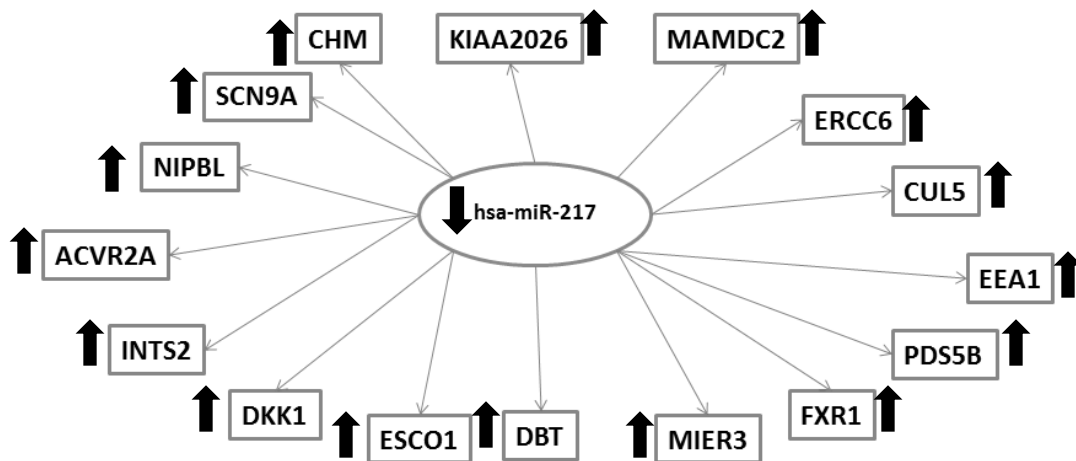 CHM
KIAA2026
MAMDC2
SCN9A
ERCC6
NIPBL
CUL5
hsa-miR-217
ACVR2A
EEA1
INTS2
PDS5B
DKK1
FXR1
ESCO1
DBT
MIER3